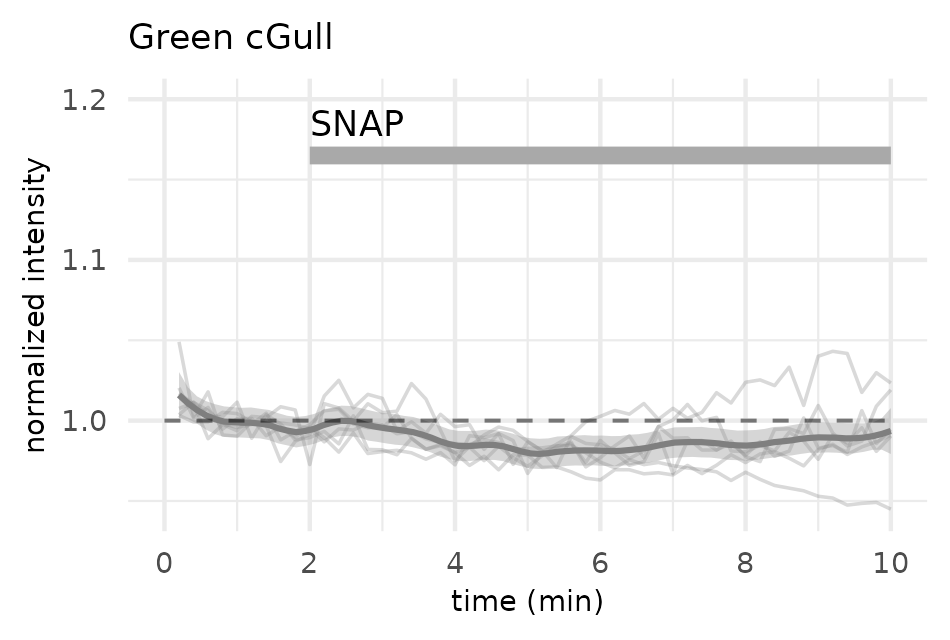 Green cGull
1.2
SNAP
1.1
1.0
normalized intensity
0 2 4 6 8 10
time (min)